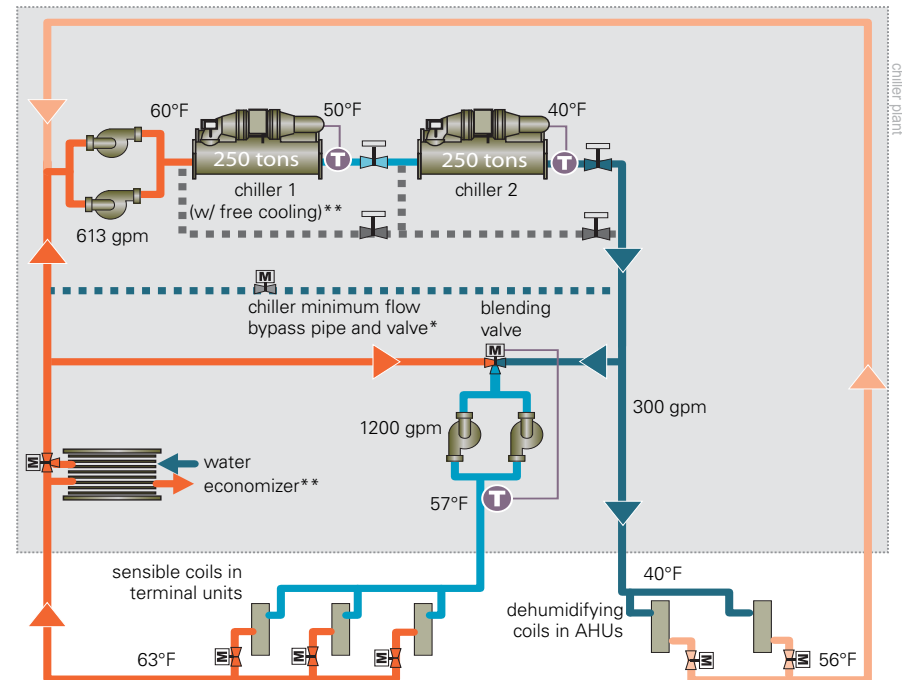 chiller plant
60°F
50°F
40°F
250 tons
250 tons
T
T
chiller 1
(w/ free cooling)**
chiller 2
613 gpm
M
chiller minimum flow
bypass pipe and valve*
blending
valve
M
300 gpm
1200 gpm
M
water
economizer**
57°F
T
sensible coils in
terminal units
40°F
dehumidifying
coils in AHUs
63°F
M
M
M
M
M
56°F